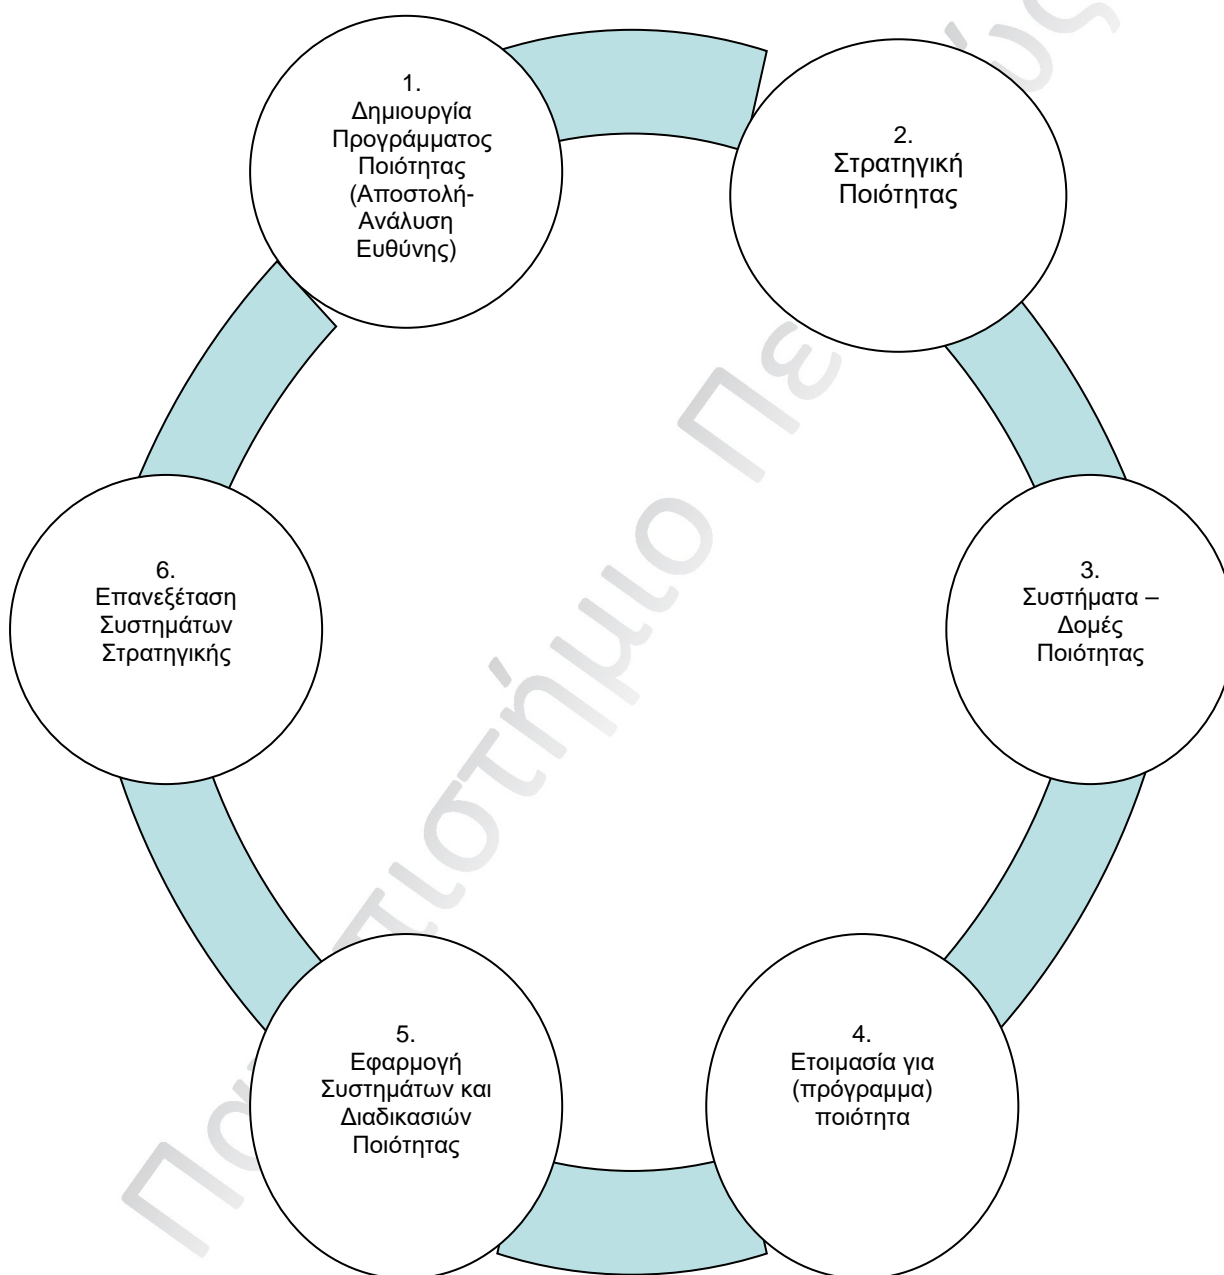 1.
Δημιουργία
Προγράμματος
Ποιότητας
(Αποστολή-
Ανάλυση
Ευθύνης)
2.
Στρατηγική
Ποιότητας
3.
Συστήματα –
Δομές
Ποιότητας
4.
Ετοιμασία για
(πρόγραμμα)
ποιότητα
5.
Εφαρμογή
Συστημάτων και
Διαδικασιών
Ποιότητας
6.
Επανεξέταση
Συστημάτων
Στρατηγικής